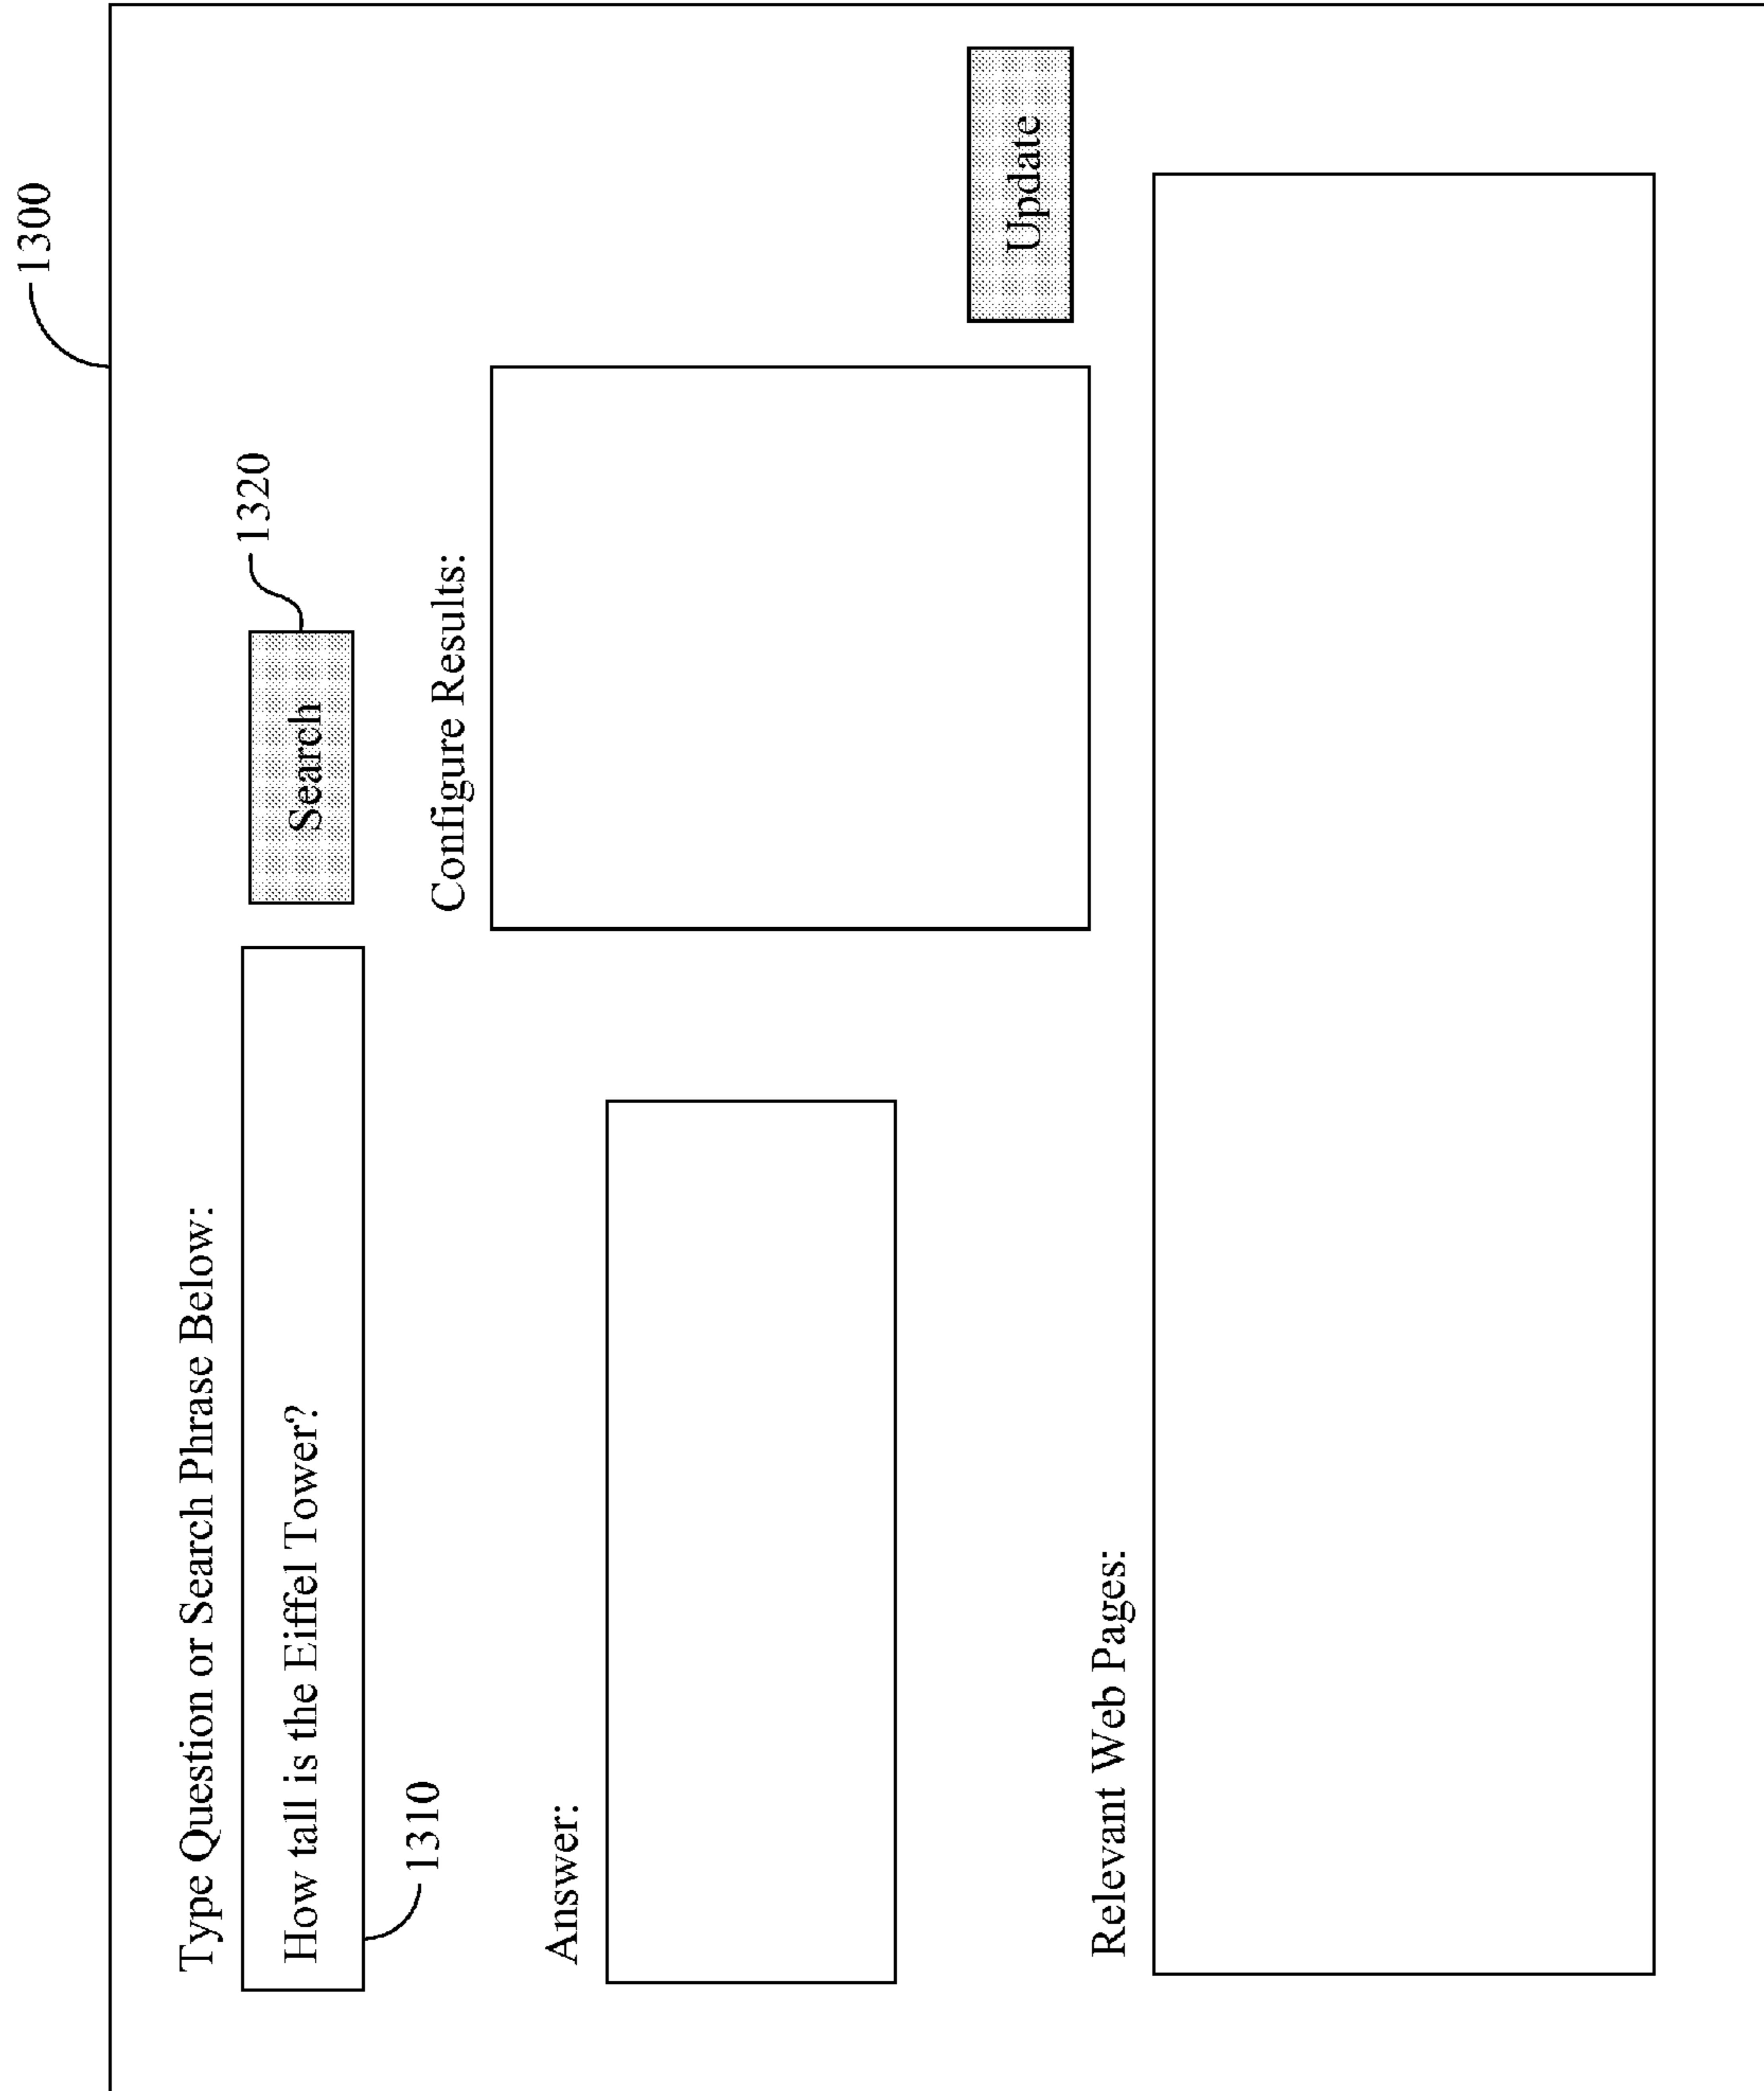 1300
Type Question or Search Phrase Below:
How tall is the Eiffel Tower?
Search
1320
1310
Configure Results:
Answer:
Update
Relevant Web Pages: